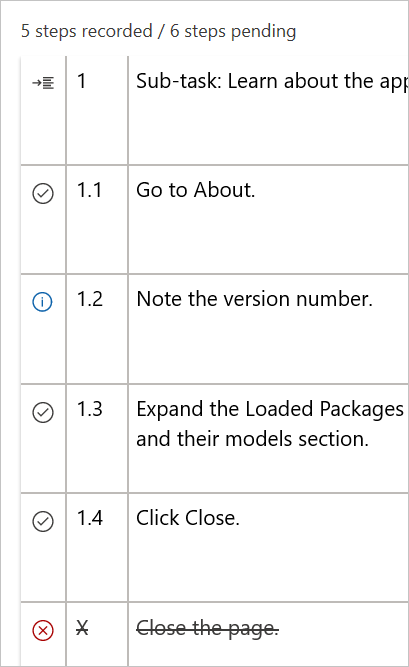 5 steps recorded / 6 steps pending
1 Sub-task: Learn about the app
1.1 Go to About.
1.2 Note the version number.
1.3 Expand the Loaded Packages
and their models section.
1.4 Click Close.
X Close the page.